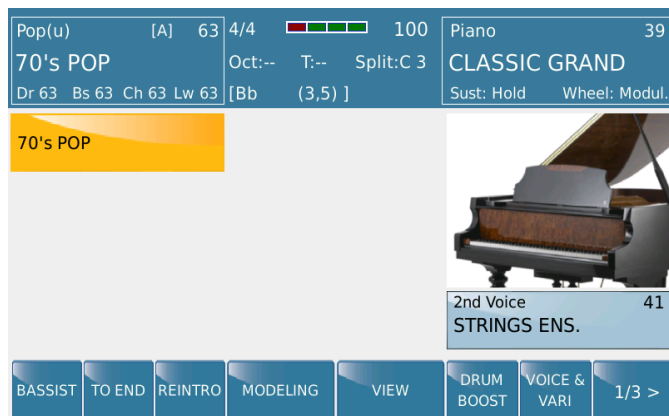 Pop(u) [A] 63
70's POP
Dr 63 Bs 63 Ch 63 Lw 63
4/4 100
Oct:-- T:-- Split:C 3
[Bb (3,5) ]
Piano 39
CLASSIC GRAND
Sust: Hold Wheel: Modul.
70's POP
2nd Voice 41
STRINGS ENS.
BASSIST
TO END
REINTRO
MODELING
VIEW
DRUM
BOOST
VOICE &
VARI
1/3 >